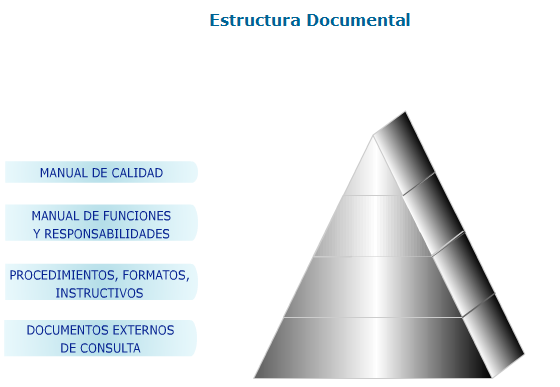 Estructura Documental
MANUAL DE CALIDAD
MANUAL DE FUNCIONES
Y RESPONSABILIDADES
PROCEDIMIENTOS, FORMATOS,
INSTRUCTIVOS
DOCUMENTOS EXTERNOS
DE CONSULTA